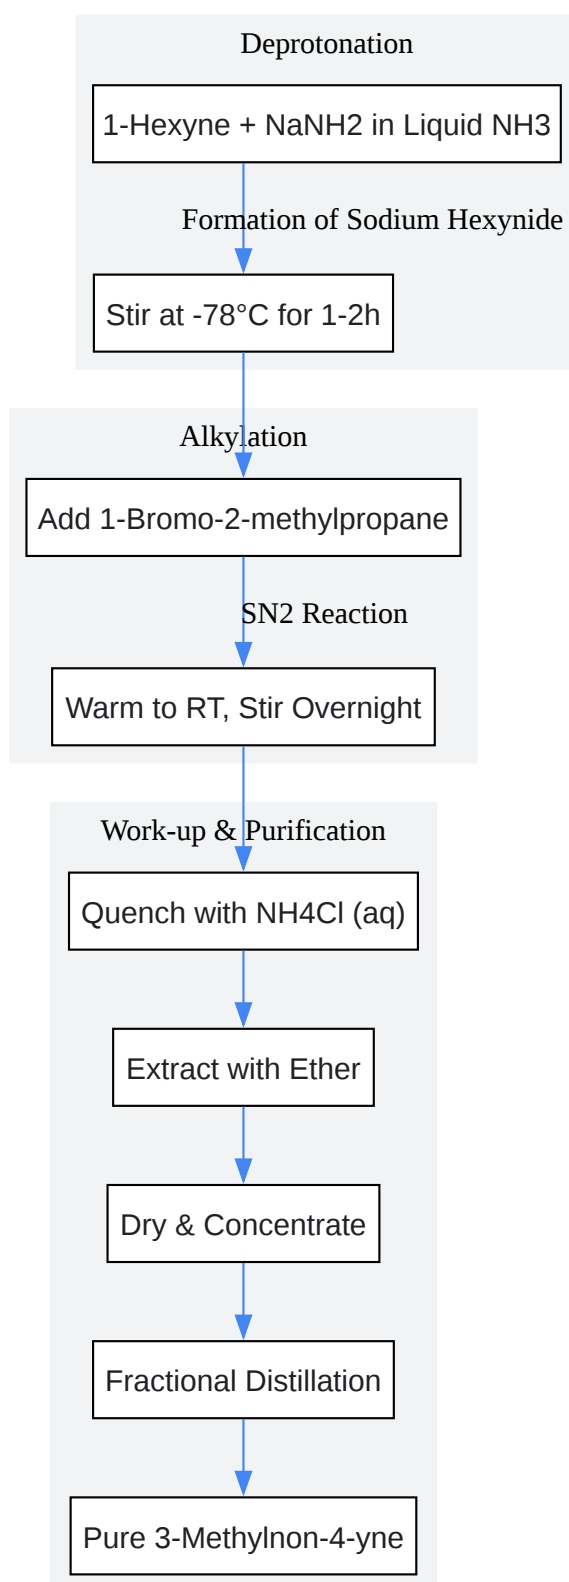 Deprotonation
1-Hexyne + NaNH2 in Liquid NH3
Formation of Sodium Hexynide
Stir at -78°C for 1-2h
Alkylation
Add 1-Bromo-2-methylpropane
SN2 Reaction
Warm to RT, Stir Overnight
Work-up & Purification
Quench with NH4Cl (aq)
Extract with Ether
Dry & Concentrate
Fractional Distillation
Pure 3-Methylnon-4-yne